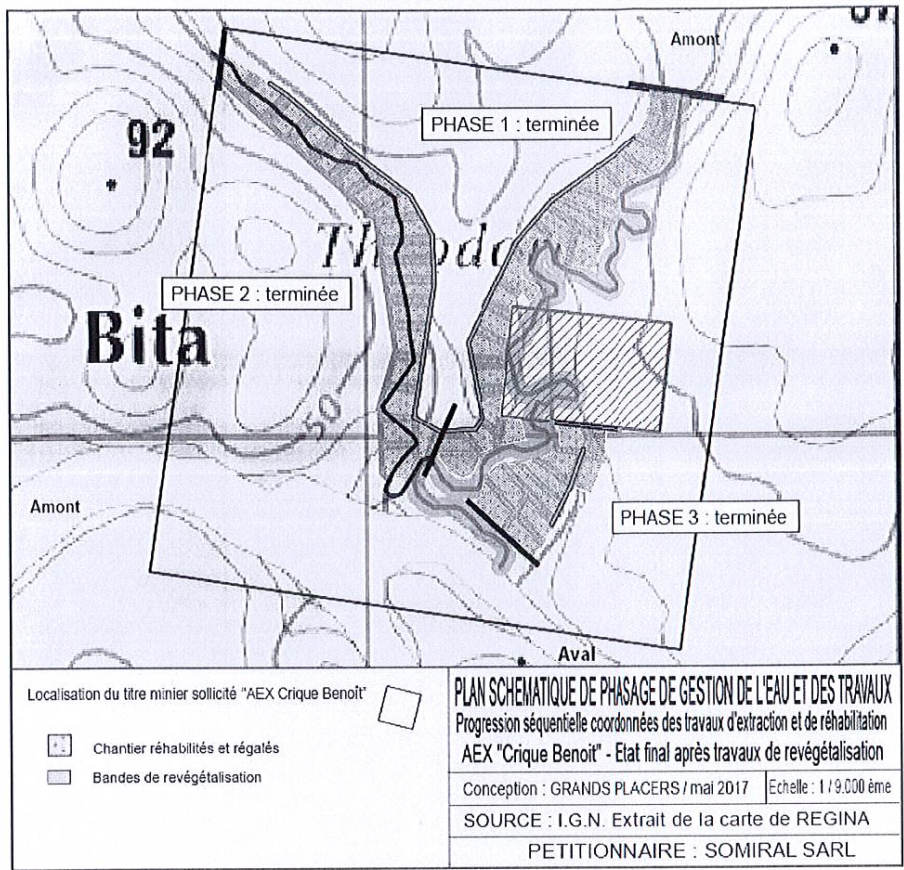 Amont
PHASE 1 : terminée
92
PHASE 2 : terminée
Bita
50
Amont
PHASE 3 : terminée
Aval
Localisation du titre minier sollicité "AEX Crique Benoît"
Chantier réhabilités et régalés
Bandes de revégétalisation
PLAN SCHEMATIQUE DE PHASAGE DE GESTION DE L'EAU ET DES TRAVAUX
Progression séquentielle coordonnées des travaux d'extraction et de réhabilitation
AEX "Crique Benoit" - Etat final après travaux de revégétalisation
Conception : GRANDS PLACERS / mai 2017
Echelle : 1 / 9.000 ème
SOURCE : I.G.N. Extrait de la carte de REGINA
PETITIONNAIRE : SOMIRAL SARL